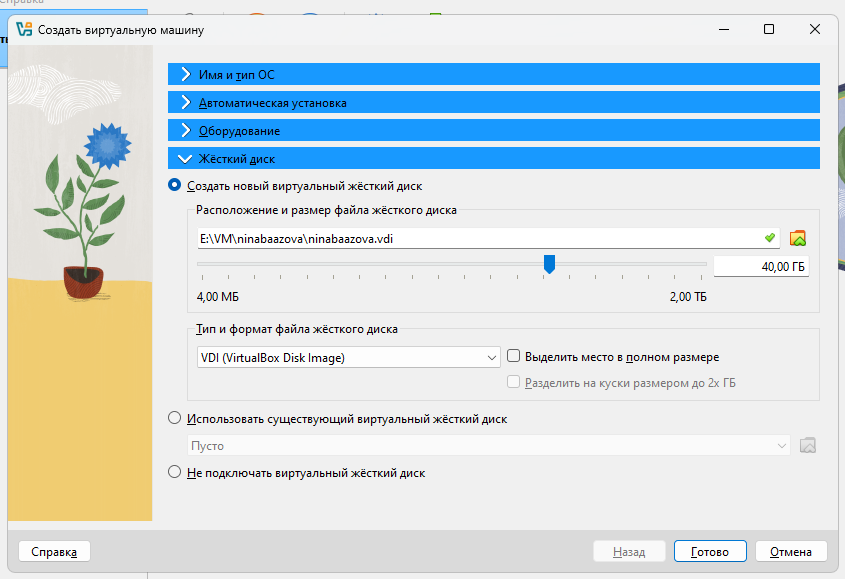 Справка
Создать виртуальную машину
Имя и тип ОС
Автоматическая установка
Оборудование
Жёсткий диск
Создать новый виртуальный жёсткий диск
Расположение и размер файла жёсткого диска
E:\VM\ninabaazova\ninabaazova.vdi
40,00 ГБ
4,00 МБ 2,00 ТБ
Тип и формат файла жёсткого диска
VDI (VirtualBox Disk Image) Выделить место в полном размере
Разделить на куски размером до 2х ГБ
Использовать существующий виртуальный жёсткий диск
Пусто
Не подключать виртуальный жёсткий диск
Справка Назад Готово Отмена